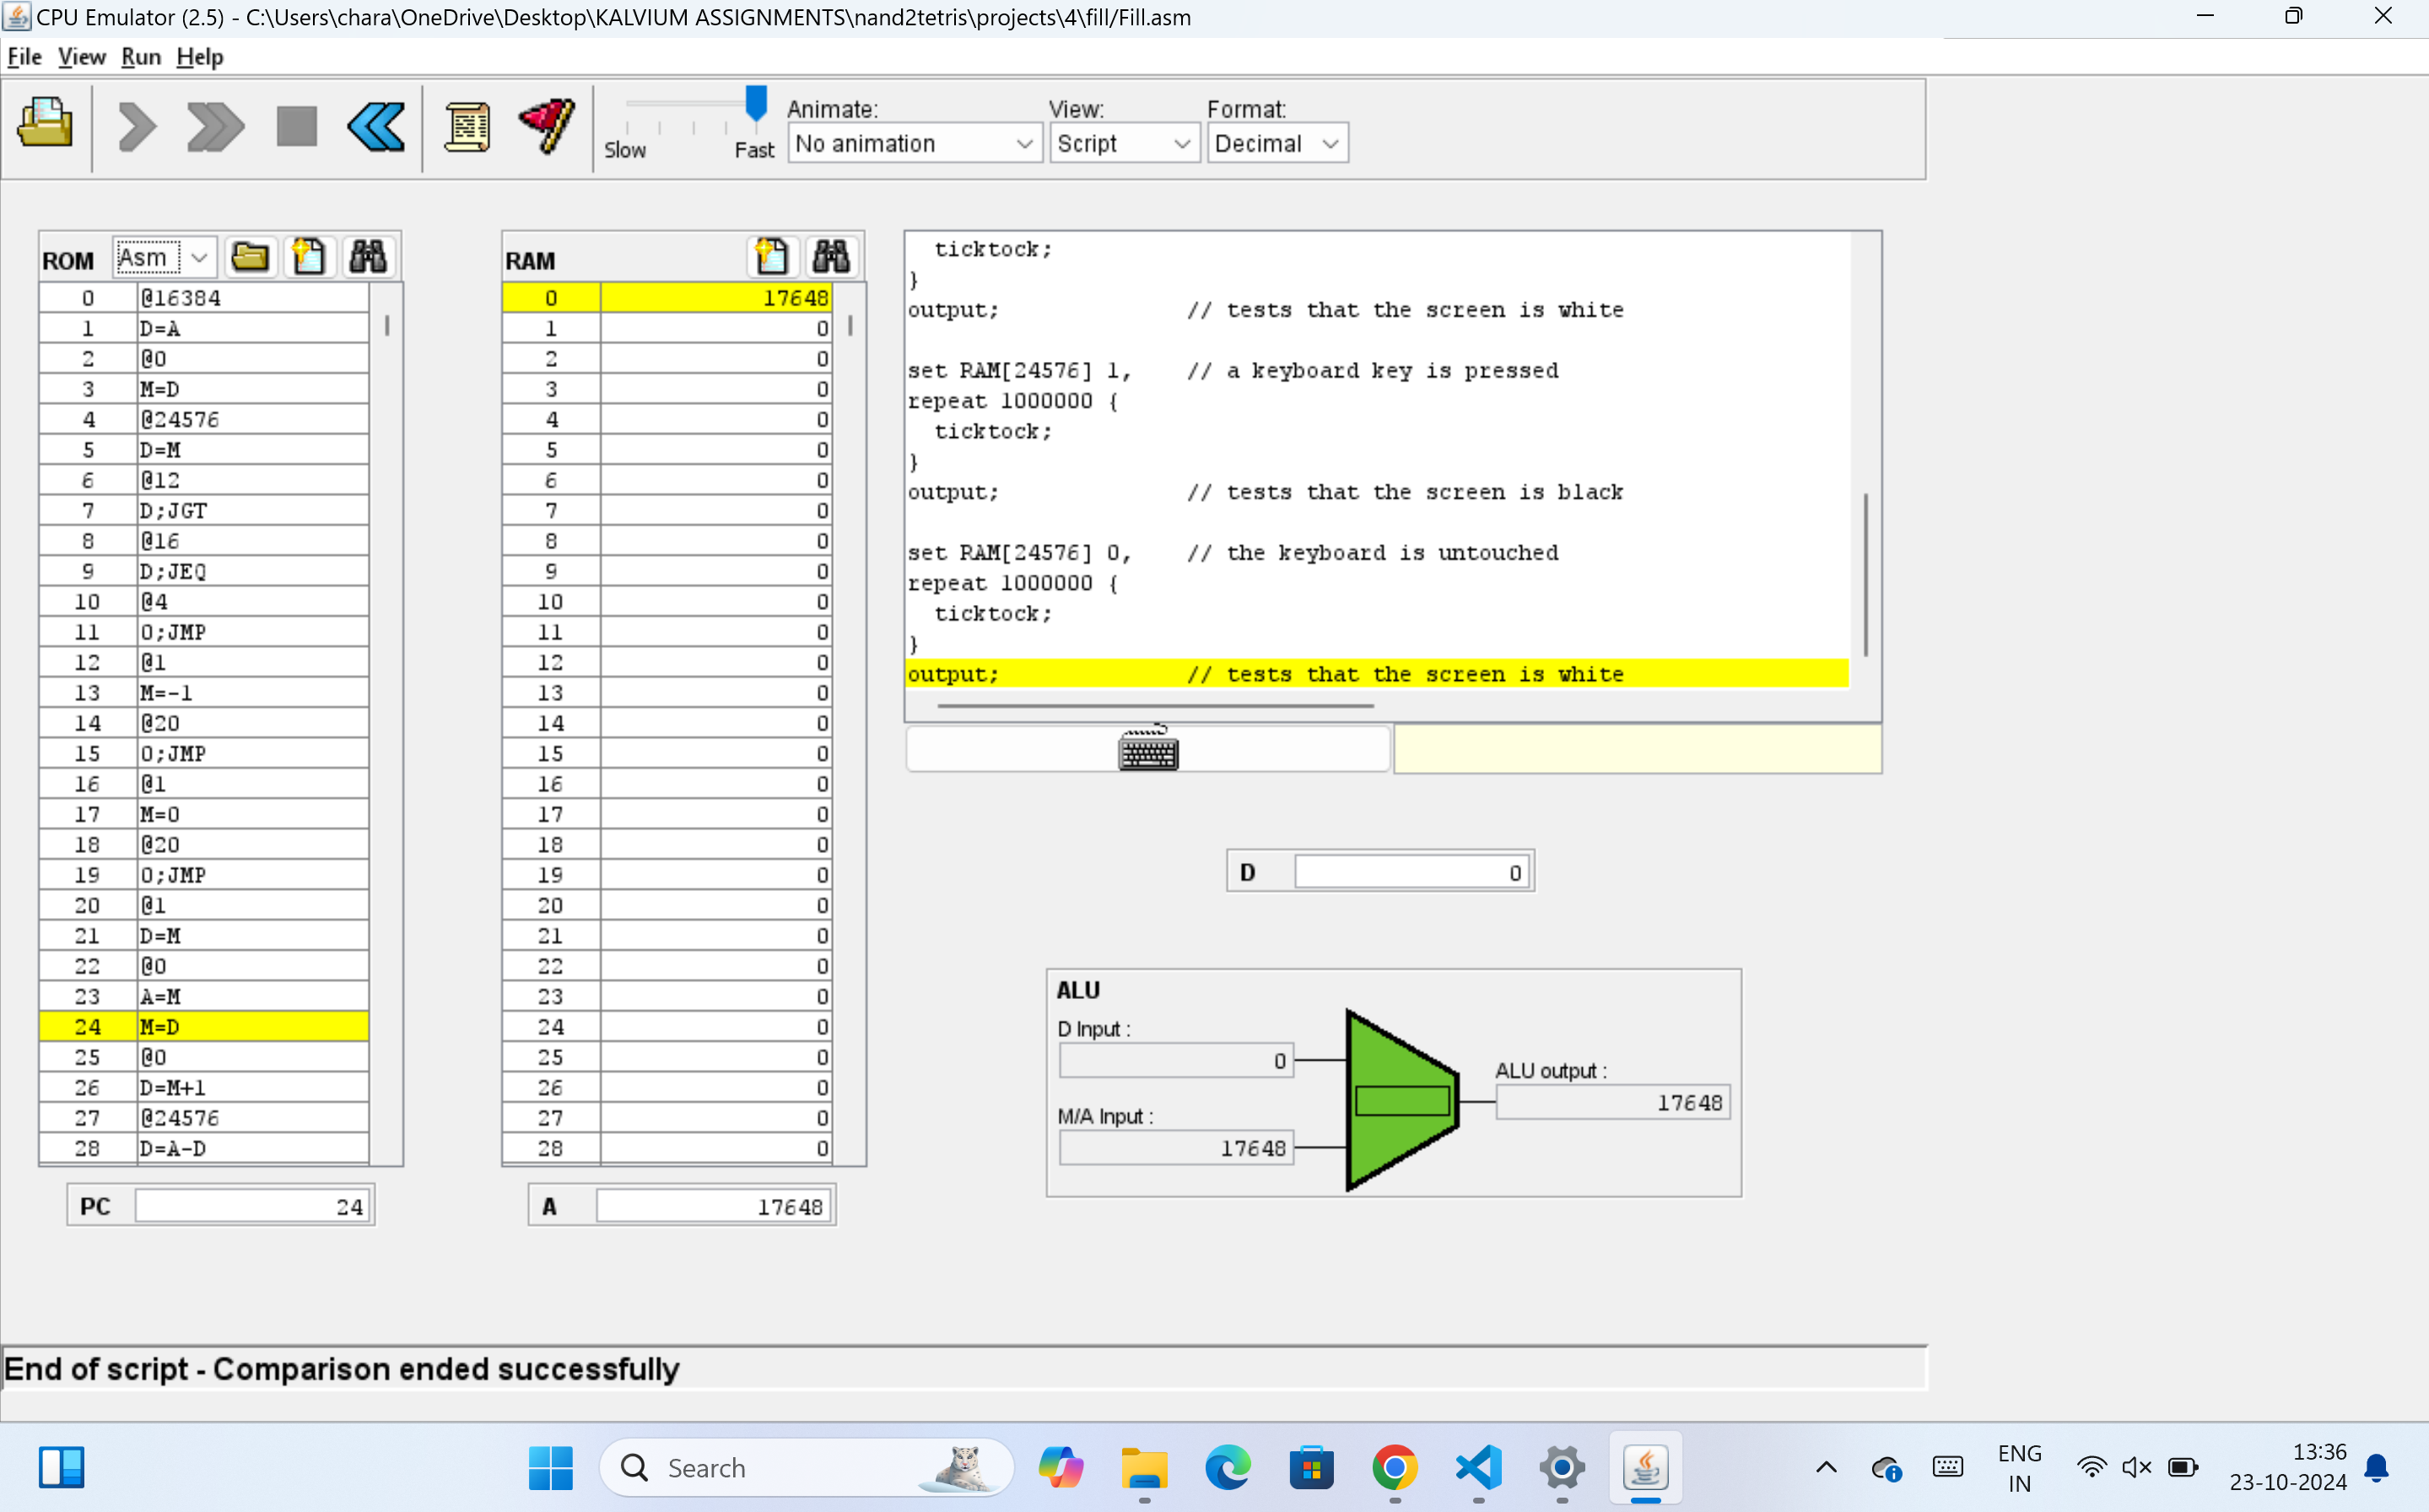 CPU Emulator (2.5) - C:\Users\chara\OneDrive\Desktop\KALVIUM ASSIGNMENTS\nand2tetris\projects\4\fill/Fill.asm
File View Run Help
Slow Fast
Animate: View: Format:
No animation Script Decimal
ROM Asm
0 @16384
1 D=A
2 @0
3 M=D
4 @24576
5 D=M
6 @12
7 D;JGT
8 @16
9 D;JEQ
10 @4
11 0;JMP
12 @1
13 M=-1
14 @20
15 0;JMP
16 @1
17 M=0
18 @20
19 0;JMP
20 @1
21 D=M
22 @0
23 A=M
24 M=D
25 @0
26 D=M+1
27 @24576
28 D=A-D
PC 24
RAM
0 17648
1 0
2 0
3 0
4 0
5 0
6 0
7 0
8 0
9 0
10 0
11 0
12 0
13 0
14 0
15 0
16 0
17 0
18 0
19 0
20 0
21 0
22 0
23 0
24 0
25 0
26 0
27 0
28 0
A 17648
ticktock;
}
output; // tests that the screen is white
set RAM[24576] 1, // a keyboard key is pressed
repeat 1000000 {
ticktock;
}
output; // tests that the screen is black
set RAM[24576] 0, // the keyboard is untouched
repeat 1000000 {
ticktock;
}
output; // tests that the screen is white
D 0
ALU
D Input :
0
M/A Input :
17648
ALU output :
17648
End of script - Comparison ended successfully
Search
ENG
IN
13:36
23-10-2024